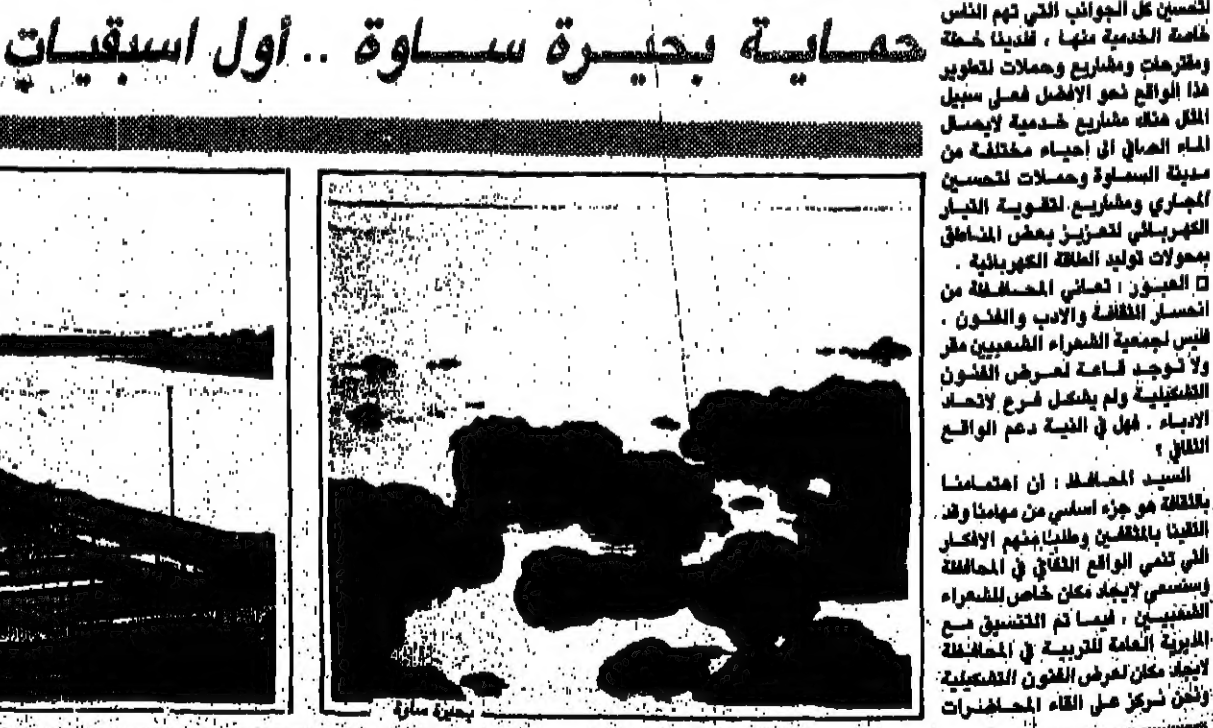 حماية بحيرة ساوة .. أول اسبقيات
لتحسين كل الجوانب التي تهم الناس
خاصة الخدمية منها ، فلدينا خطة
ومقترحات ومشاريع وحملات لتطوير
هذا الواقع نحو الافضل فعلى سبيل
المثال هناك مشاريع خدمية لايصال
الماء الصافي الى احياء مختلفة من
مدينة السماوة وحملات لتحسين
المجاري ومشاريع لتقوية التيار
الكهربائي لتعزيز بعض المناطق
بمحولات توليد الطاقة الكهربائية .
□ العبور : تعاني المحافظة من
انحسار الثقافة والادب والفنون .
فليس لجمعية الشعراء الشعبيين مقر
ولا توجد قاعة لعرض الفنون
التشكيلية ولم يشكل فرع لاتحاد
الادباء . فهل في النية دعم الواقع
الثقافي ؟
السيد المحافظ : ان اهتمامنا
بالثقافة هو جزء اساسي من مهامنا وقد
التقينا بالمثقفين وطلبنا منهم الافكار
التي تنمي الواقع الثقافي في المحافظة
وسنسعى لايجاد مكان خاص للشعراء
الشعبيين ، فيما تم التنسيق مع
المديرية العامة للتربية في المحافظة
لايجاد مكان لعرض الفنون التشكيلية
ونحن نركز على القاء المحاضرات
بحيرة ساوة